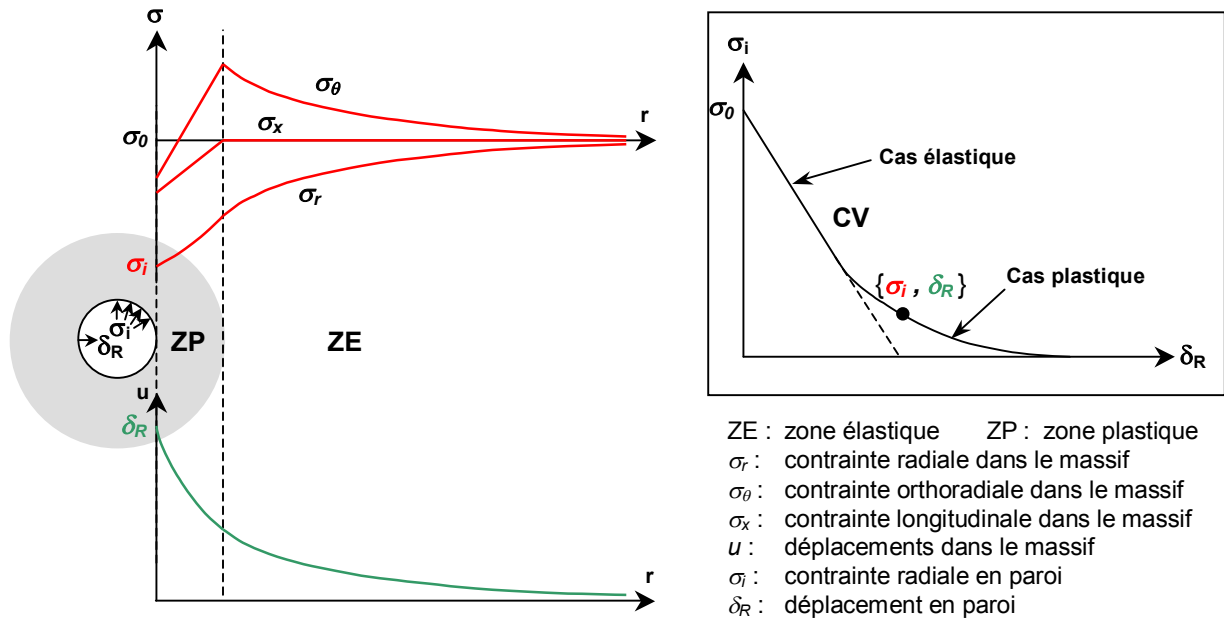 σ
σθ
r
σ0
σx
σr
σi
σi
δR
ZP
ZE
u
δR
r
σi
σ0
Cas élastique
CV
Cas plastique
{σi , δR}
δR
ZE : zone élastique ZP : zone plastique
σr : contrainte radiale dans le massif
σθ : contrainte orthoradiale dans le massif
σx : contrainte longitudinale dans le massif
u : déplacements dans le massif
σi : contrainte radiale en paroi
δR : déplacement en paroi